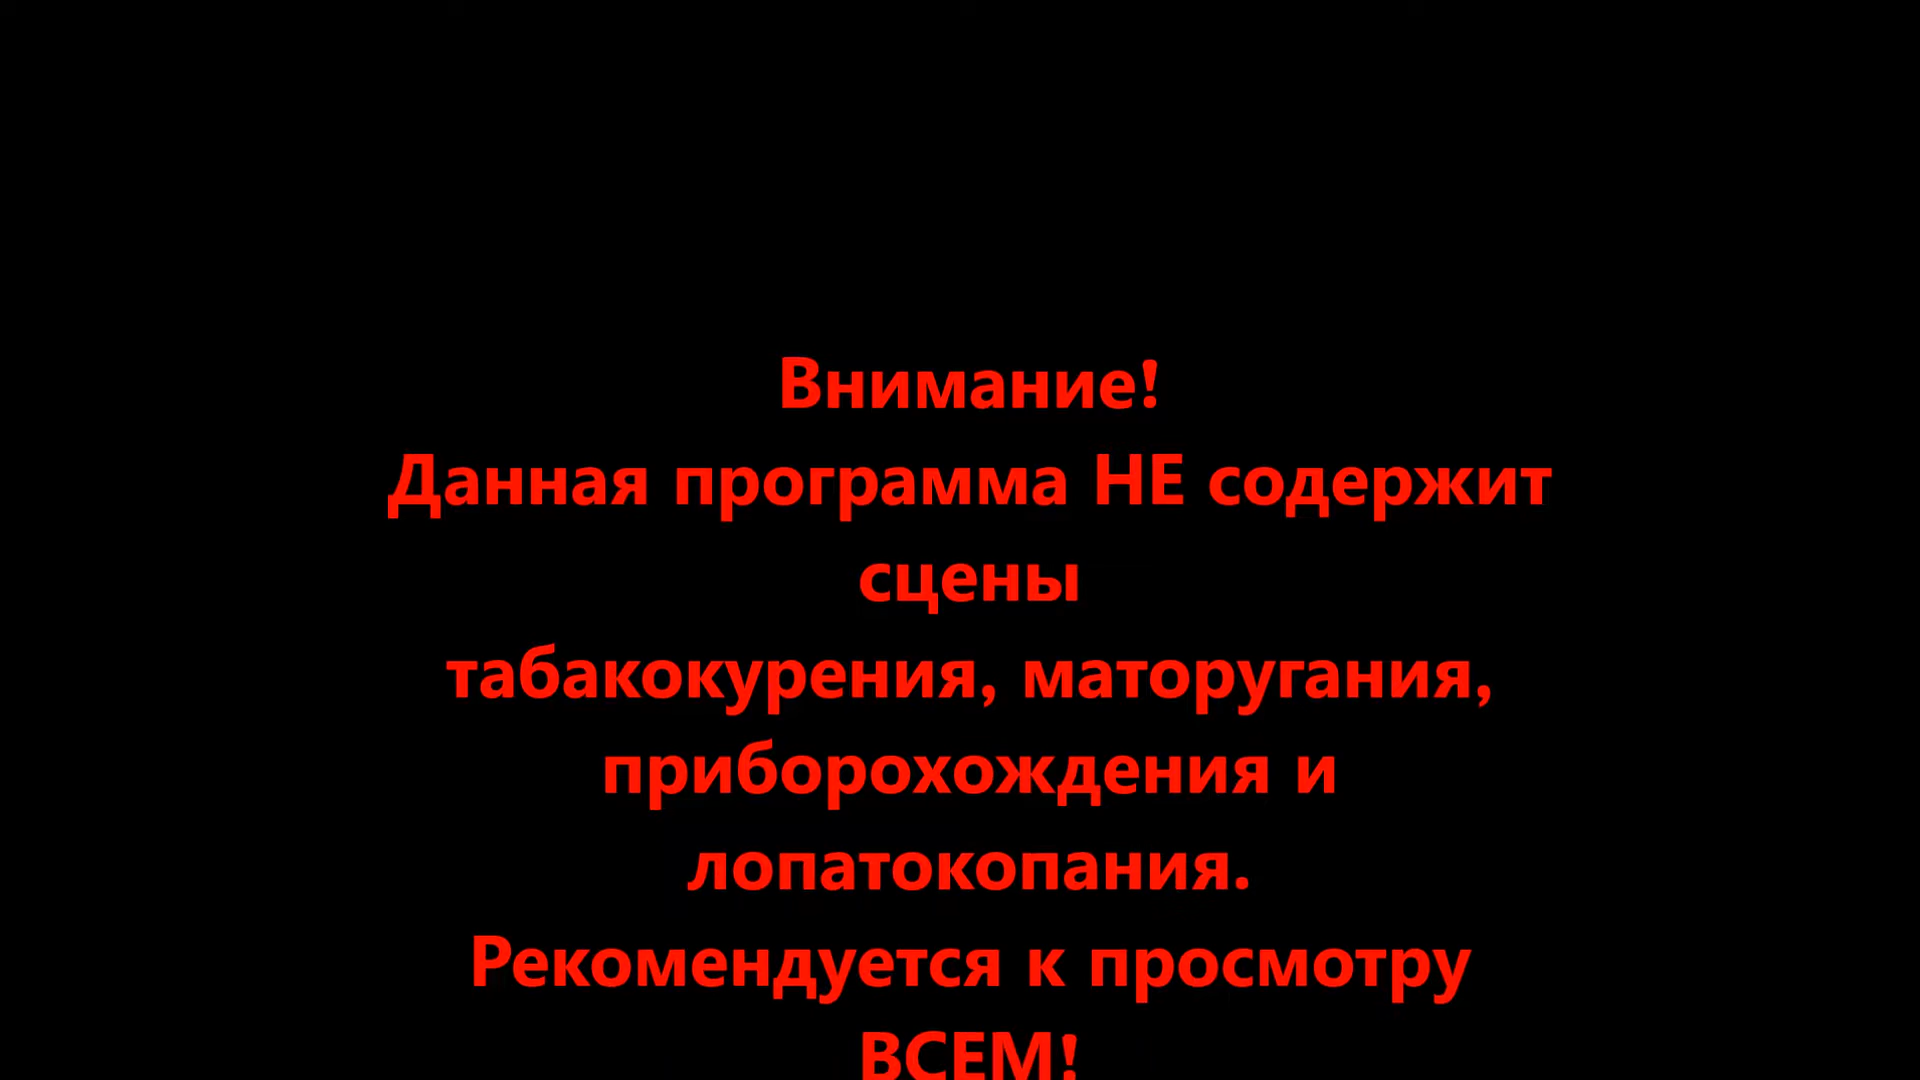 Внимание!
Данная программа НЕ содержит
сцены
табакокурения, маторугания,
приборохождения и
лопатокопания.
Рекомендуется к просмотру
ВСЕМ!